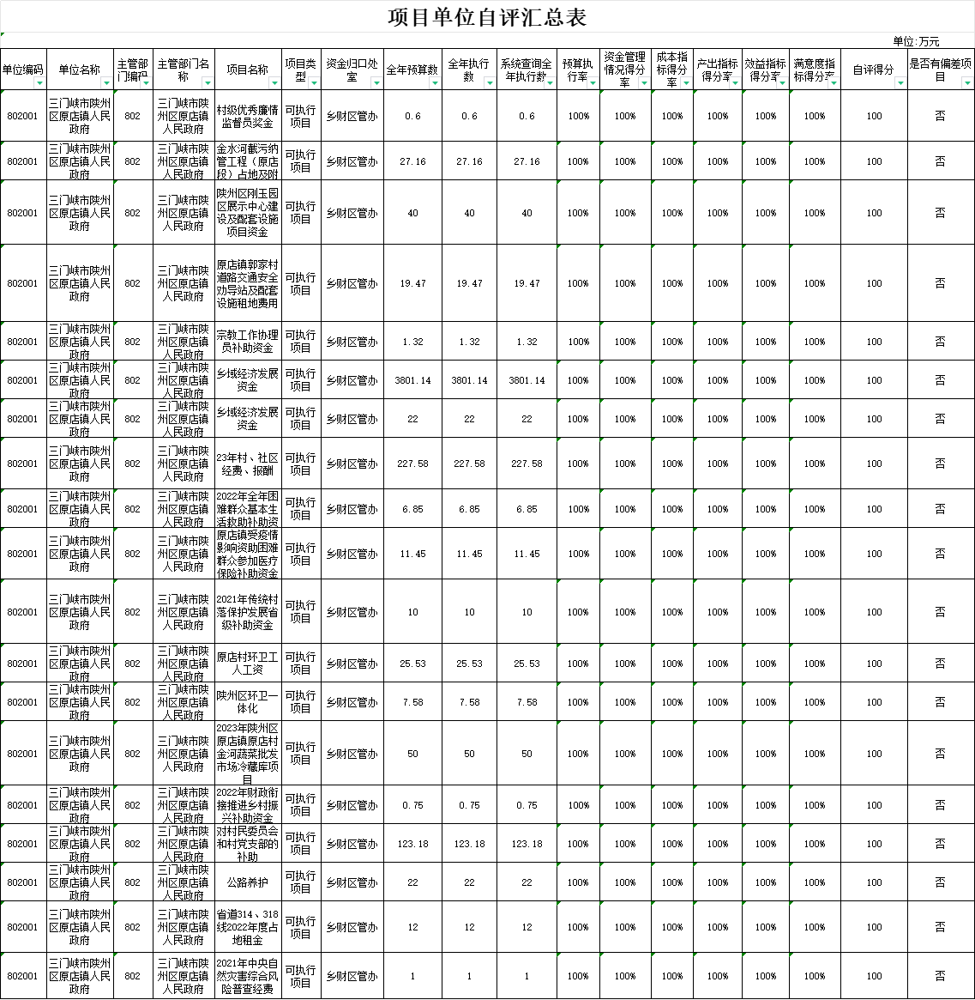 项目单位自评汇总表
单位:万元
单位编码 单位名称 主管部门编码 主管部门名称 项目名称 项目类型 资金归口处室 全年预算数 全年执行数 系统查询全年执行数 预算执行率 资金管理情况得分率 成本指标得分率 产出指标得分率 效益指标得分率 满意度指标得分率 自评得分 是否有偏差项目
802001 三门峡市陕州区原店镇人民政府 802 三门峡市陕州区原店镇人民政府 村级优秀廉情监督员奖金 可执行项目 乡财区管办 0.6 0.6 0.6 100% 100% 100% 100% 100% 100% 100 否
802001 三门峡市陕州区原店镇人民政府 802 三门峡市陕州区原店镇人民政府 金水河截污纳管工程（原店段）占地及附 可执行项目 乡财区管办 27.16 27.16 27.16 100% 100% 100% 100% 100% 100% 100 否
802001 三门峡市陕州区原店镇人民政府 802 三门峡市陕州区原店镇人民政府 陕州区刚玉园区展示中心建设及配套设施项目资金 可执行项目 乡财区管办 40 40 40 100% 100% 100% 100% 100% 100% 100 否
802001 三门峡市陕州区原店镇人民政府 802 三门峡市陕州区原店镇人民政府 原店镇郭家村道路交通安全劝导站及配套设施租地费用 可执行项目 乡财区管办 19.47 19.47 19.47 100% 100% 100% 100% 100% 100% 100 否
802001 三门峡市陕州区原店镇人民政府 802 三门峡市陕州区原店镇人民政府 宗教工作协理员补助资金 可执行项目 乡财区管办 1.32 1.32 1.32 100% 100% 100% 100% 100% 100% 100 否
802001 三门峡市陕州区原店镇人民政府 802 三门峡市陕州区原店镇人民政府 乡域经济发展资金 可执行项目 乡财区管办 3801.14 3801.14 3801.14 100% 100% 100% 100% 100% 100% 100 否
802001 三门峡市陕州区原店镇人民政府 802 三门峡市陕州区原店镇人民政府 乡域经济发展资金 可执行项目 乡财区管办 22 22 22 100% 100% 100% 100% 100% 100% 100 否
802001 三门峡市陕州区原店镇人民政府 802 三门峡市陕州区原店镇人民政府 23年村、社区经费、报酬 可执行项目 乡财区管办 227.58 227.58 227.58 100% 100% 100% 100% 100% 100% 100 否
802001 三门峡市陕州区原店镇人民政府 802 三门峡市陕州区原店镇人民政府 2022年全年困难群众基本生活救助补助资 可执行项目 乡财区管办 6.85 6.85 6.85 100% 100% 100% 100% 100% 100% 100 否
802001 三门峡市陕州区原店镇人民政府 802 三门峡市陕州区原店镇人民政府 原店镇受疫情影响资助困难群众参加医疗保险补助资金 可执行项目 乡财区管办 11.45 11.45 11.45 100% 100% 100% 100% 100% 100% 100 否
802001 三门峡市陕州区原店镇人民政府 802 三门峡市陕州区原店镇人民政府 2021年传统村落保护发展省级补助资金 可执行项目 乡财区管办 10 10 10 100% 100% 100% 100% 100% 100% 100 否
802001 三门峡市陕州区原店镇人民政府 802 三门峡市陕州区原店镇人民政府 原店村环卫工人工资 可执行项目 乡财区管办 25.53 25.53 25.53 100% 100% 100% 100% 100% 100% 100 否
802001 三门峡市陕州区原店镇人民政府 802 三门峡市陕州区原店镇人民政府 陕州区环卫一体化 可执行项目 乡财区管办 7.58 7.58 7.58 100% 100% 100% 100% 100% 100% 100 否
802001 三门峡市陕州区原店镇人民政府 802 三门峡市陕州区原店镇人民政府 2023年陕州区原店镇原店村金河蔬菜批发市场冷藏库项目 可执行项目 乡财区管办 50 50 50 100% 100% 100% 100% 100% 100% 100 否
802001 三门峡市陕州区原店镇人民政府 802 三门峡市陕州区原店镇人民政府 2022年财政衔接推进乡村振兴补助资金 可执行项目 乡财区管办 0.75 0.75 0.75 100% 100% 100% 100% 100% 100% 100 否
802001 三门峡市陕州区原店镇人民政府 802 三门峡市陕州区原店镇人民政府 对村民委员会和村党支部的补助 可执行项目 乡财区管办 123.18 123.18 123.18 100% 100% 100% 100% 100% 100% 100 否
802001 三门峡市陕州区原店镇人民政府 802 三门峡市陕州区原店镇人民政府 公路养护 可执行项目 乡财区管办 22 22 22 100% 100% 100% 100% 100% 100% 100 否
802001 三门峡市陕州区原店镇人民政府 802 三门峡市陕州区原店镇人民政府 省道314、318线2022年度占地租金 可执行项目 乡财区管办 12 12 12 100% 100% 100% 100% 100% 100% 100 否
802001 三门峡市陕州区原店镇人民政府 802 三门峡市陕州区原店镇人民政府 2021年中央自然灾害综合风险普查经费 可执行项目 乡财区管办 1 1 1 100% 100% 100% 100% 100% 100% 100 否